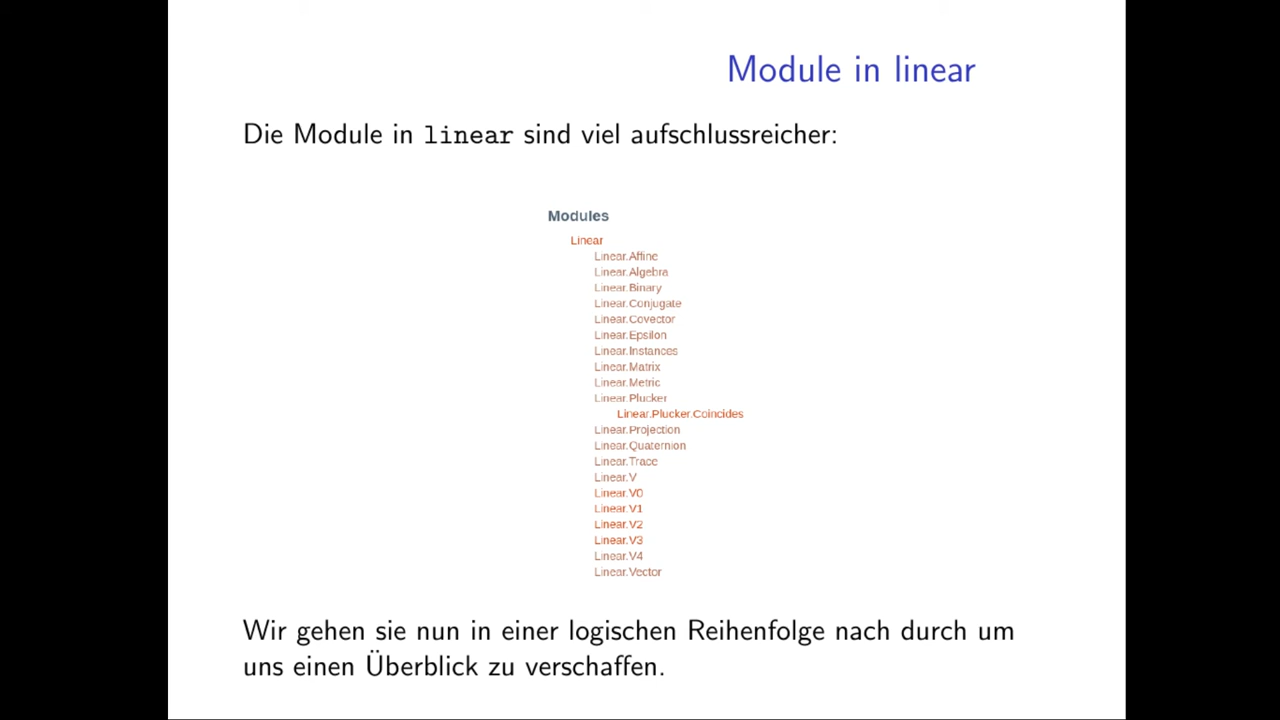 Module in linear
Die Module in linear sind viel aufschlussreicher:
Modules
Linear
Linear.Affine
Linear.Algebra
Linear.Binary
Linear.Conjugate
Linear.Covector
Linear.Epsilon
Linear.Instances
Linear.Matrix
Linear.Metric
Linear.Plucker
Linear.Plucker.Coincides
Linear.Projection
Linear.Quaternion
Linear.Trace
Linear.V
Linear.V0
Linear.V1
Linear.V2
Linear.V3
Linear.V4
Linear.Vector
Wir gehen sie nun in einer logischen Reihenfolge nach durch um
uns einen Überblick zu verschaffen.